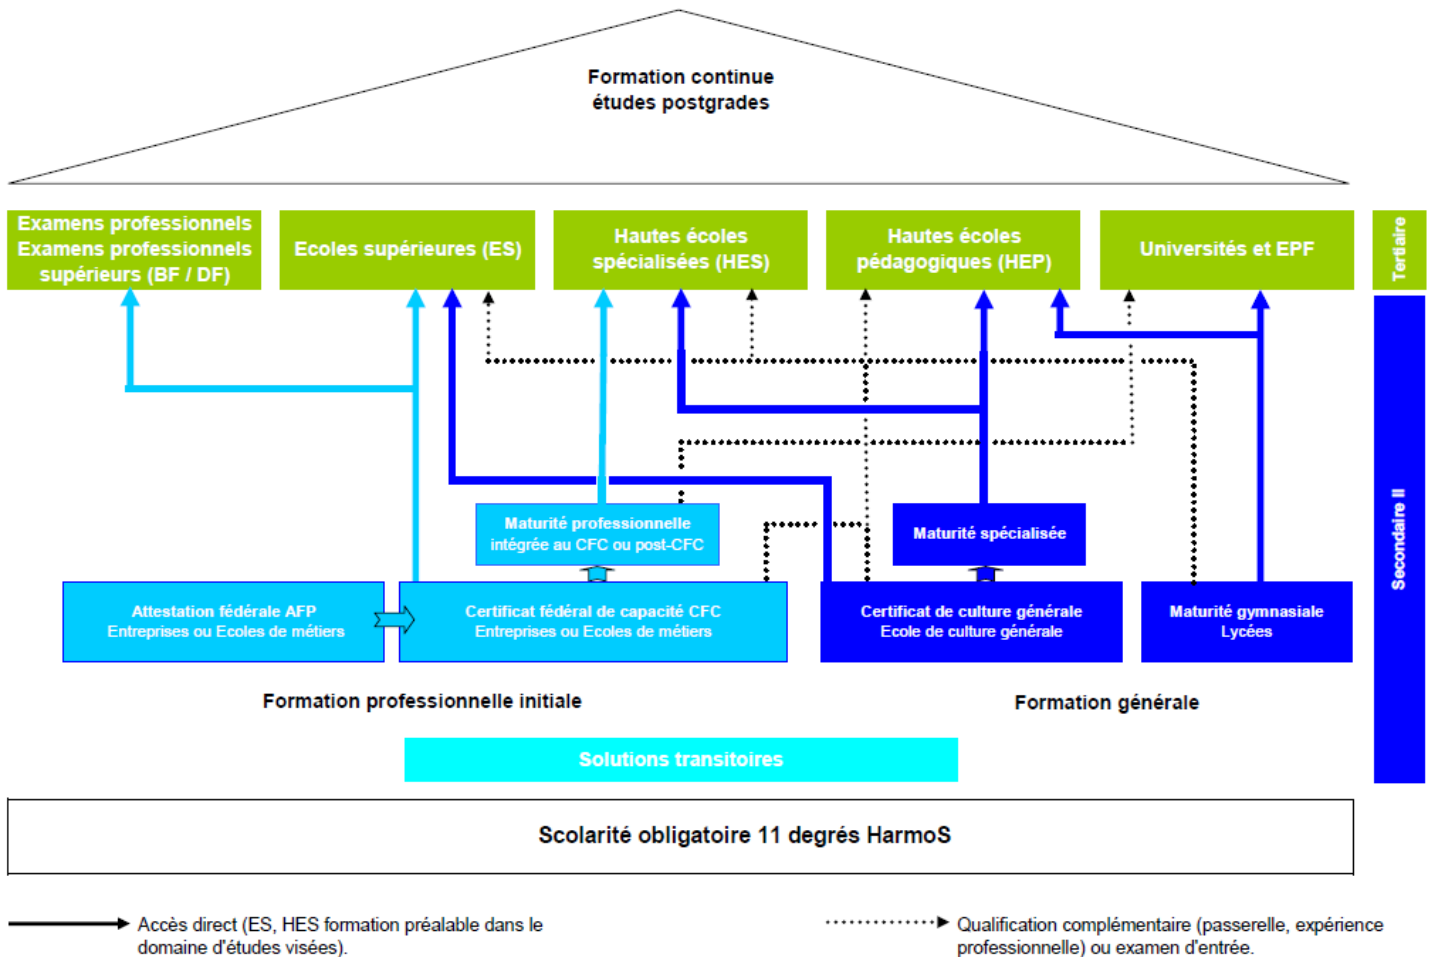 Formation continue
études postgrades
Examens professionnels
Examens professionnels
supérieurs (BF / DF)
Ecoles supérieures (ES)
Hautes écoles
spécialisées (HES)
Hautes écoles
pédagogiques (HEP)
Universités et EPF
Tertiaire
Secondaire II
Maturité professionnelle
intégrée au CFC ou post-CFC
Maturité spécialisée
Attestation fédérale AFP
Entreprises ou Ecoles de métiers
Certificat fédéral de capacité CFC
Entreprises ou Ecoles de métiers
Certificat de culture générale
Ecole de culture générale
Maturité gymnasiale
Lycées
Formation professionnelle initiale
Formation générale
Solutions transitoires
Scolarité obligatoire 11 degrés HarmoS
Accès direct (ES, HES formation préalable dans le
domaine d'études visées).
Qualification complémentaire (passerelle, expérience
professionnelle) ou examen d'entrée.